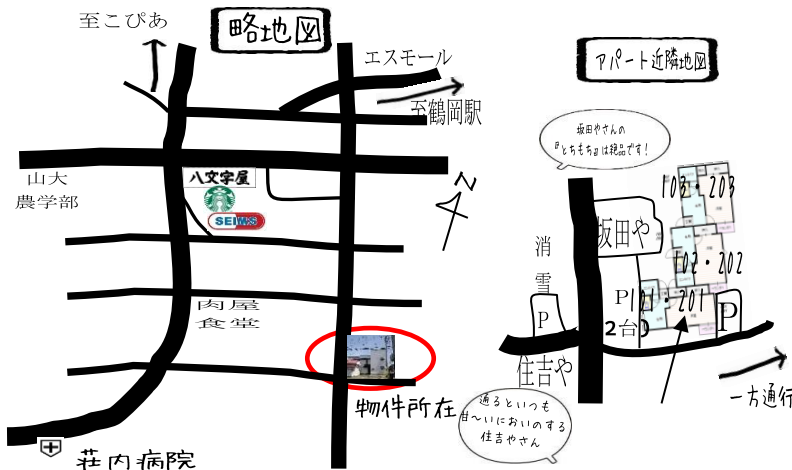 略地図
至こぴあ
エスモール
至鶴岡駅
山大
農学部
八文字屋
SEIMS
N
肉屋
食堂
物件所在
荘内病院
アパート近隣地図
坂田やさんの
『とちもち』は絶品です!
103・203
坂田や
102・202
消
雪
P
P
2台
101・201
P
住吉や
一方通行
通るといつも
甘~いにおいのする
住吉やさん